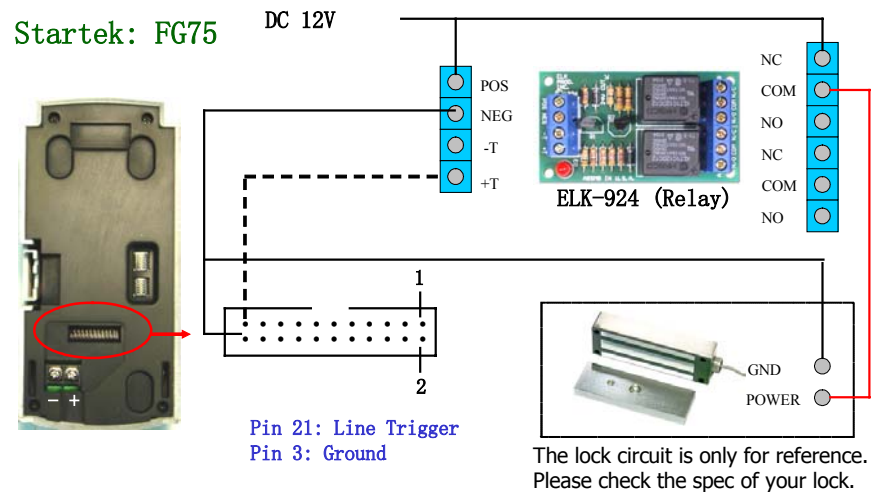 Startek: FG75
DC 12V
POS
NEG
-T
+T
NC
COM
NO
NC
COM
NO
ELK-924 (Relay)
1
2
− +
GND
POWER
Pin 21: Line Trigger
Pin 3: Ground
The lock circuit is only for reference.
Please check the spec of your lock.